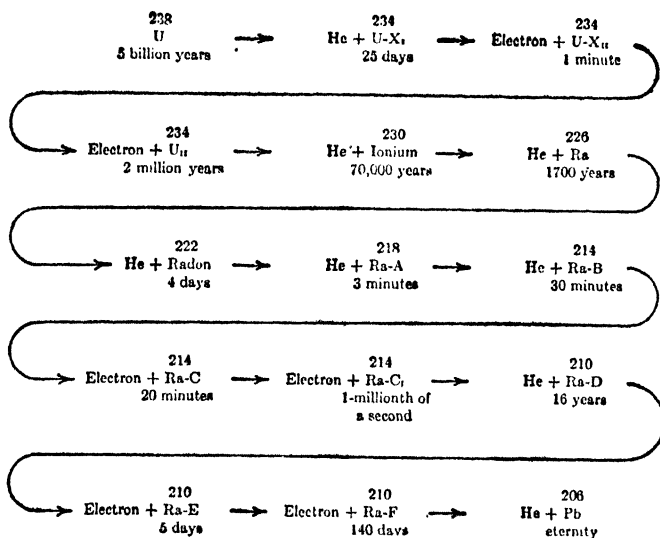 238 234 234
U → He + U-X₁ → Electron + U-X₁₁
5 billion years 25 days 1 minute
234 230 226
Electron + U₁₁ → He + Ionium → He + Ra
2 million years 70,000 years 1700 years
222 218 214
He + Radon → He + Ra-A → He + Ra-B
4 days 3 minutes 30 minutes
214 214 210
Electron + Ra-C → Electron + Ra-C₁ → He + Ra-D
20 minutes 1-millionth of 16 years
a second
210 210 206
Electron + Ra-E → Electron + Ra-F → He + Pb
5 days 140 days eternity